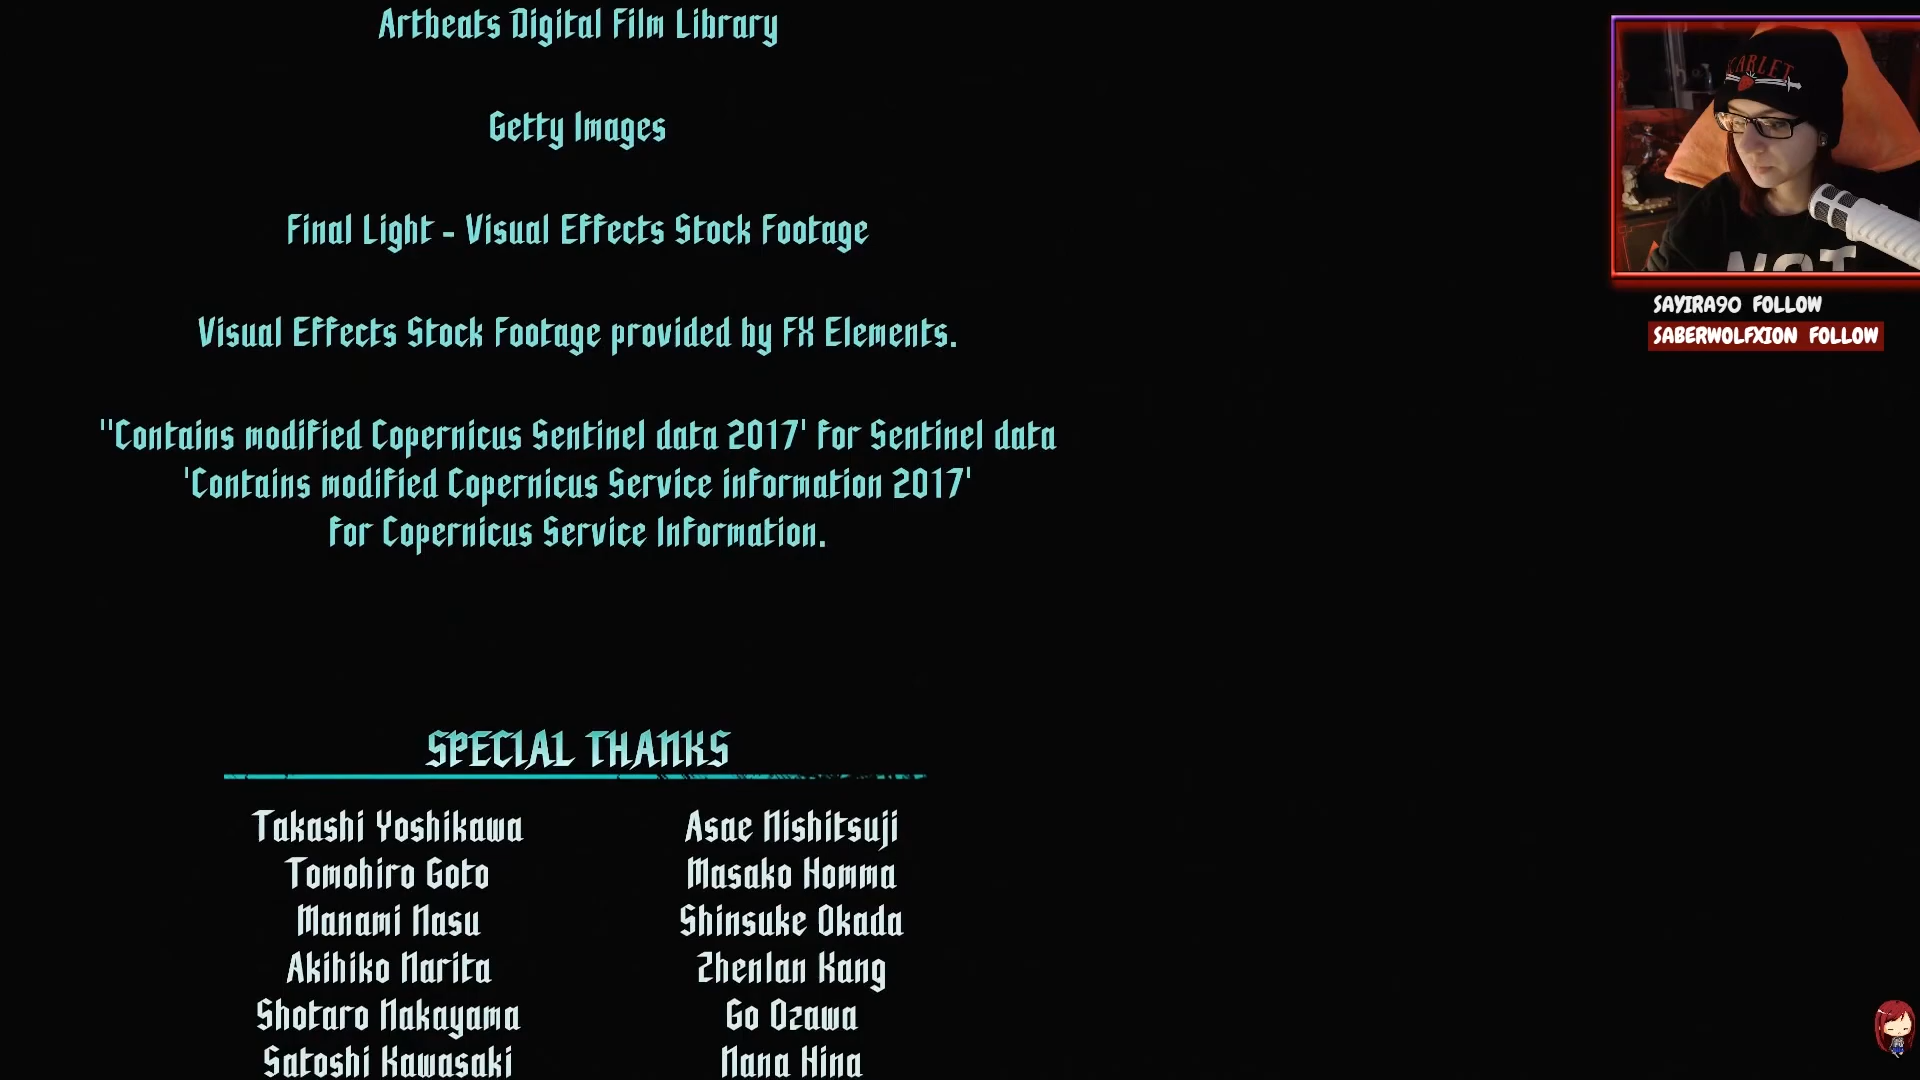 Artbeats Digital Film Library
Getty Images
Final Light - Visual Effects Stock Footage
Visual Effects Stock Footage provided by FX Elements.
"Contains modified Copernicus Sentinel data 2017' for Sentinel data
'Contains modified Copernicus Service information 2017'
for Copernicus Service Information.
SPECIAL THANKS
Takashi Yoshikawa
Asae Nishitsuji
Tomohiro Goto
Masako Homma
Manami Nasu
Shinsuke Okada
Akihiko Narita
Zhenlan Kang
Shotaro Nakayama
Go Ozawa
Satoshi Kawasaki
Nana Hina
SAYIRA90 FOLLOW
SABERWOLFXION FOLLOW
NOT